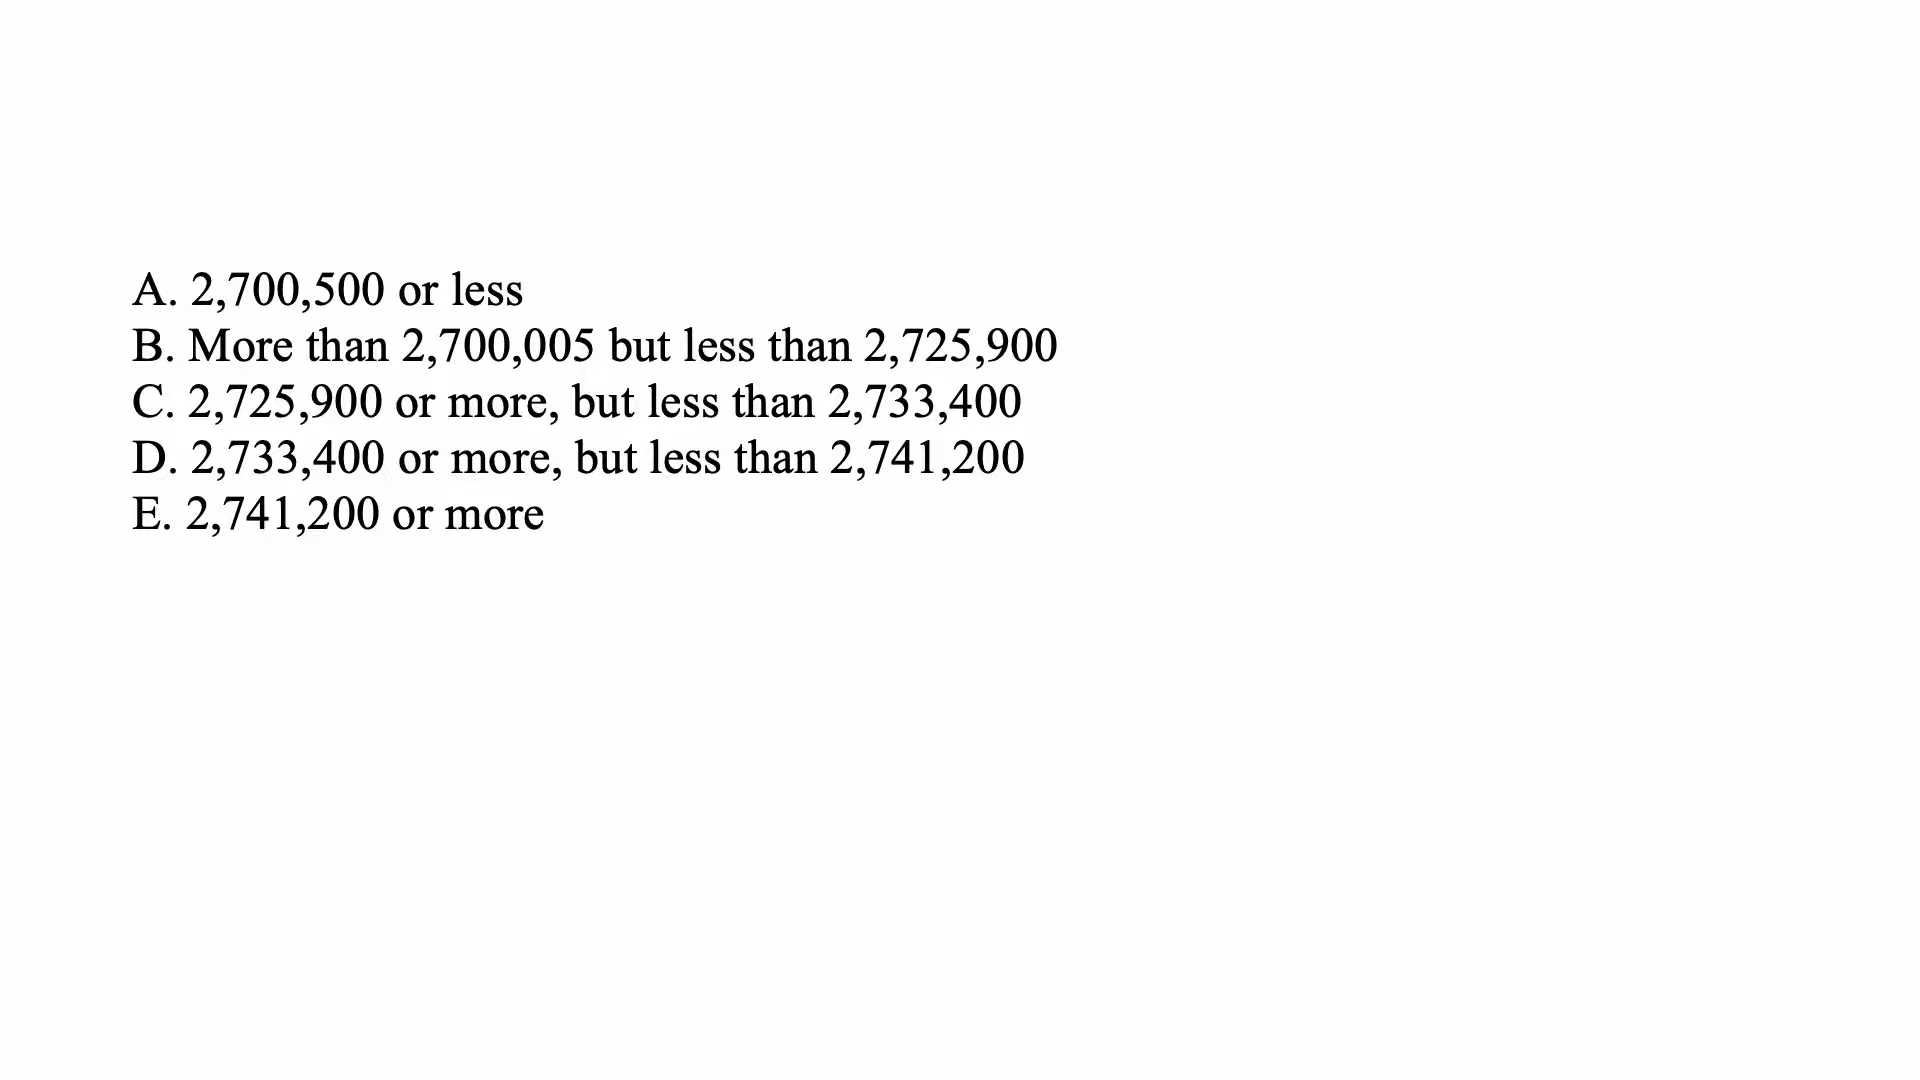 A. 2,700,500 or less
B. More than 2,700,005 but less than 2,725,900
C. 2,725,900 or more, but less than 2,733,400
D. 2,733,400 or more, but less than 2,741,200
E. 2,741,200 or more